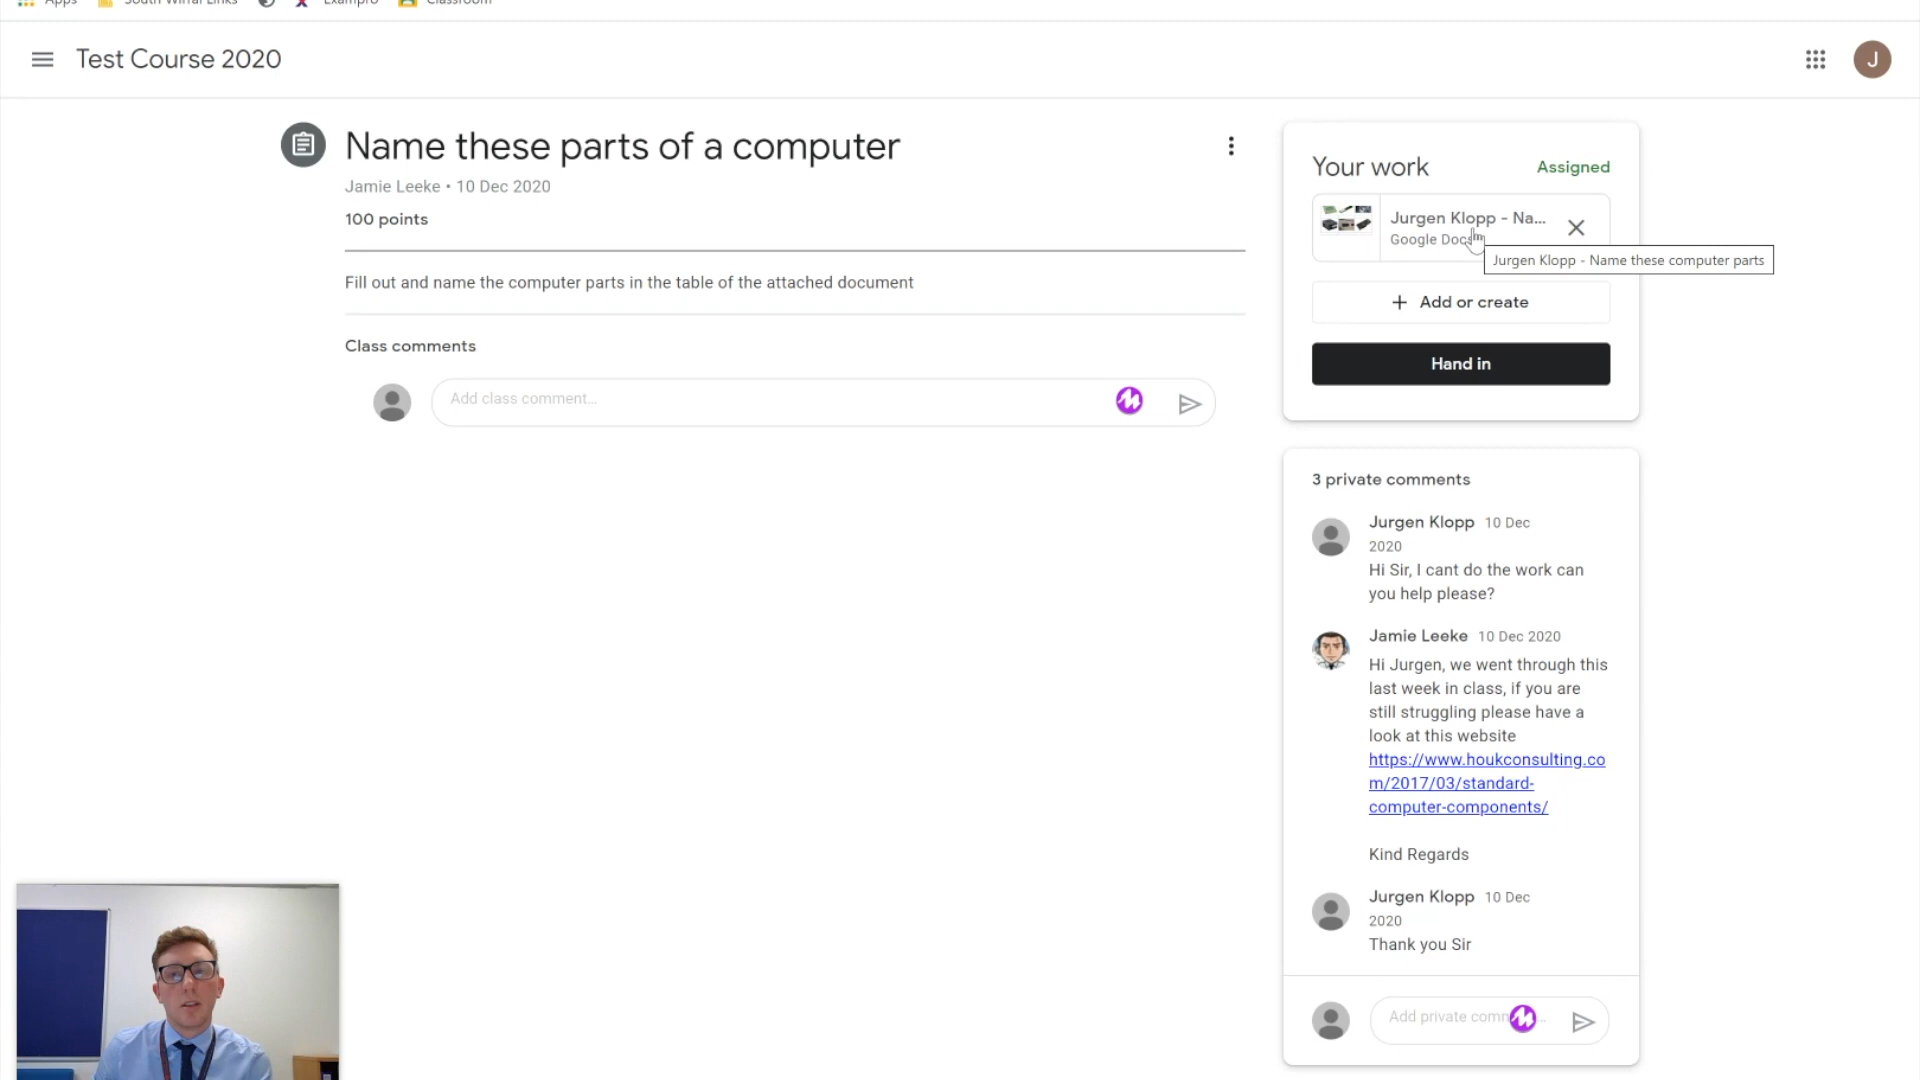 Apps South Wirral Links Exampro Classroom
Test Course 2020
J
Name these parts of a computer
Jamie Leeke • 10 Dec 2020
100 points
Fill out and name the computer parts in the table of the attached document
Class comments
Add class comment...
Your work Assigned
Jurgen Klopp - Na...
Google Docs
Jurgen Klopp - Name these computer parts
+ Add or create
Hand in
3 private comments
Jurgen Klopp 10 Dec
2020
Hi Sir, I cant do the work can
you help please?
Jamie Leeke 10 Dec 2020
Hi Jurgen, we went through this
last week in class, if you are
still struggling please have a
look at this website
https://www.houkconsulting.co
m/2017/03/standard-
computer-components/
Kind Regards
Jurgen Klopp 10 Dec
2020
Thank you Sir
Add private comm...